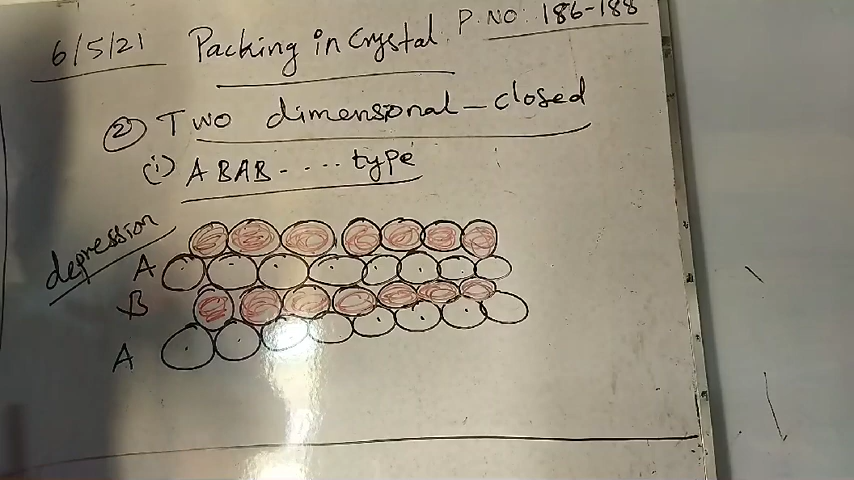 6/5/21 Packing in Crystal P.NO: 186-188
② Two dimensional - closed
(i) ABAB---... type
depression
A
B
A